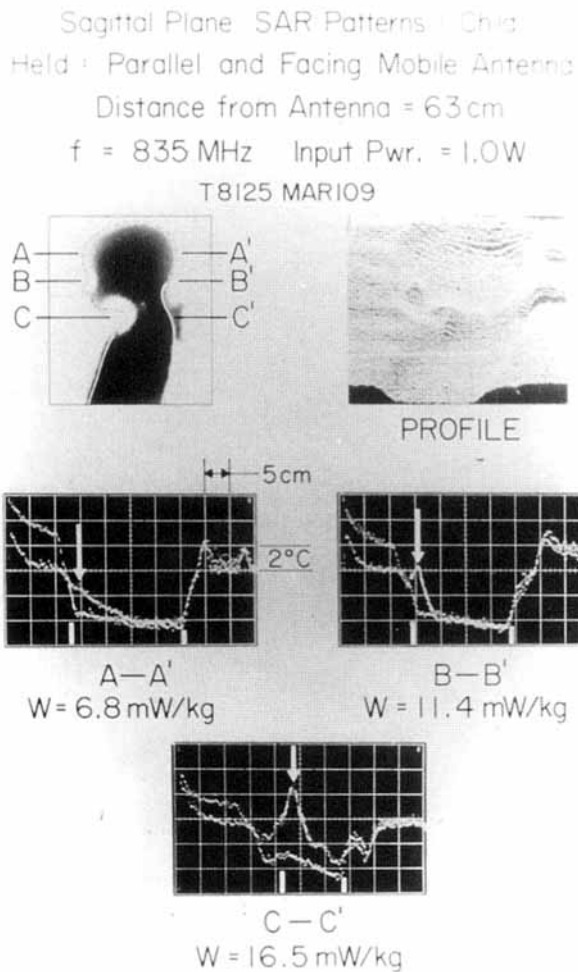 Sagittal Plane SAR Patterns : Child
Held : Parallel and Facing Mobile Antenna
Distance from Antenna = 63 cm
f = 835 MHz Input Pwr. = 1.0W
T8125 MAR109
A A'
B B'
C C'
PROFILE
5cm
2°C
A—A'
W = 6.8 mW/kg
B—B'
W = 11.4 mW/kg
C—C'
W = 16.5 mW/kg